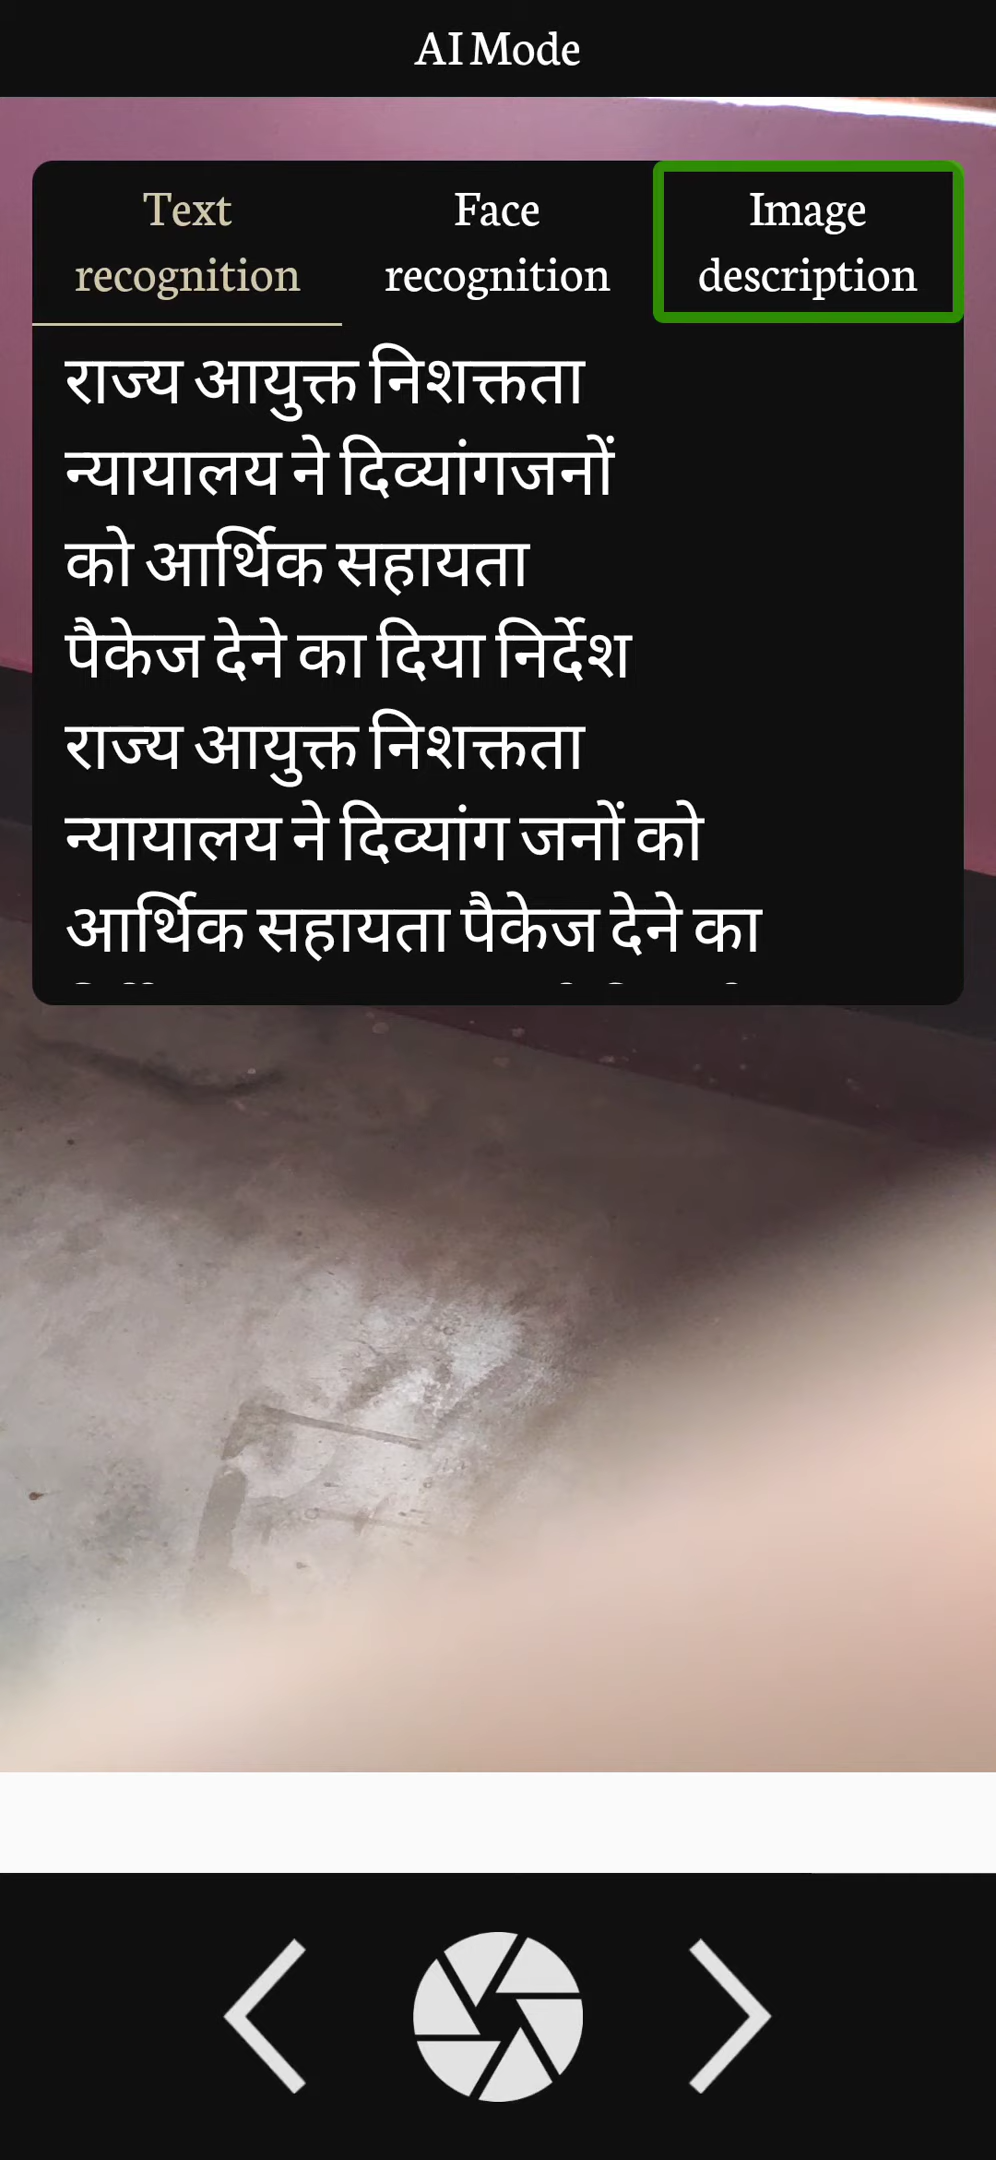 AI Mode
Text recognition
Face recognition
Image description
राज्य आयुक्त निशक्तता
न्यायालय ने दिव्यांगजनों
को आर्थिक सहायता
पैकेज देने का दिया निर्देश
राज्य आयुक्त निशक्तता
न्यायालय ने दिव्यांग जनों को
आर्थिक सहायता पैकेज देने का